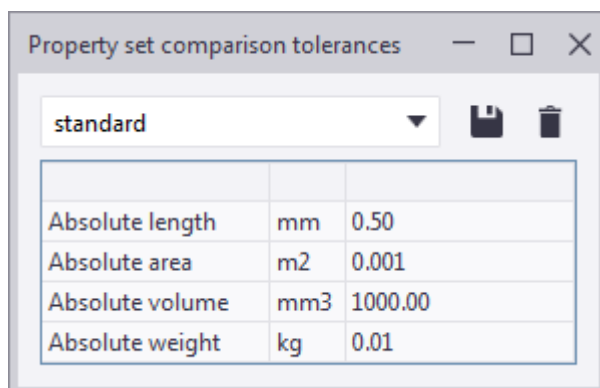 Property set comparison tolerances
standard
Absolute length mm 0.50
Absolute area m2 0.001
Absolute volume mm3 1000.00
Absolute weight kg 0.01